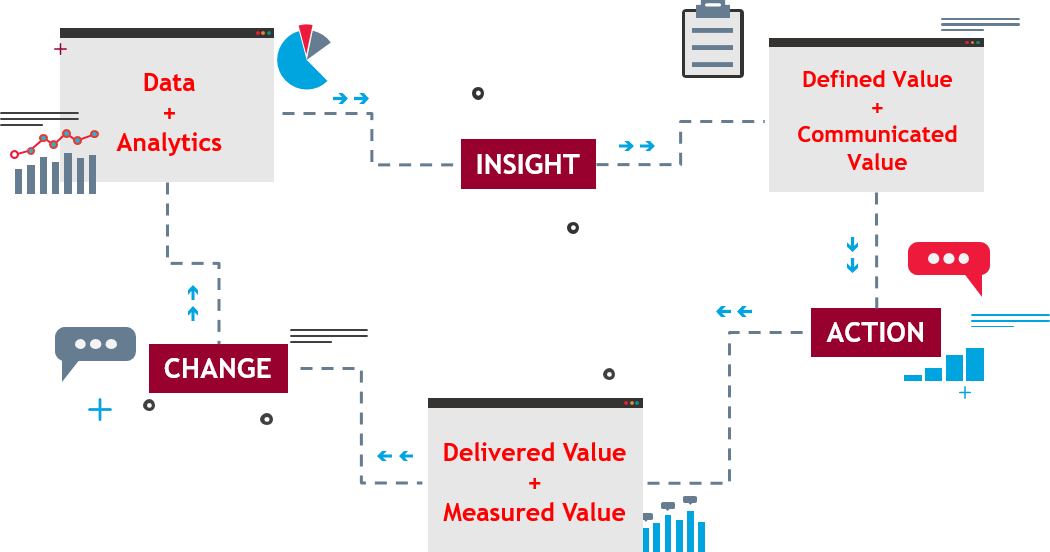 Data
+
Analytics
INSIGHT
Defined Value
+
Communicated
Value
ACTION
Delivered Value
+
Measured Value
CHANGE